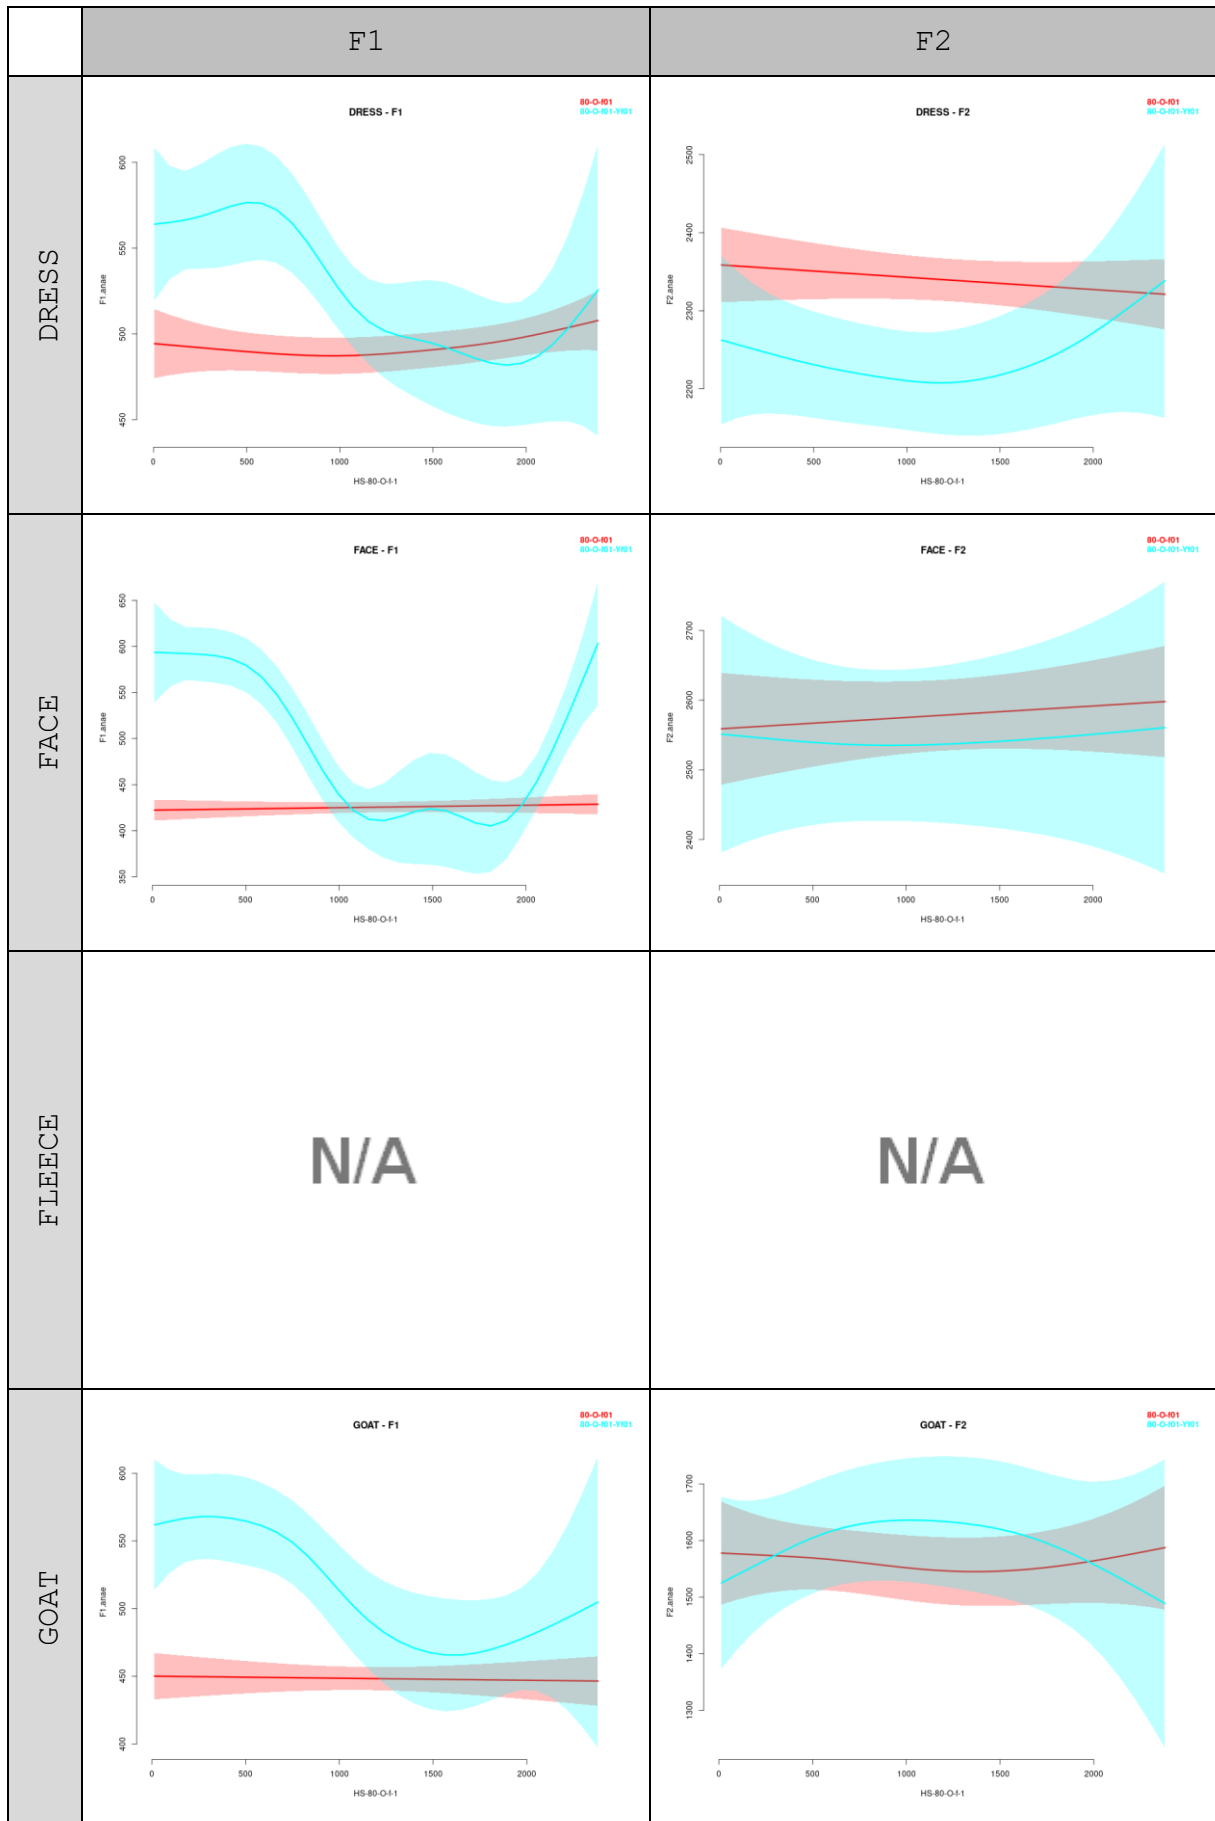 F1
F2
DRESS
DRESS - F1
80-O-f01
80-O-f01-Yf01
F1.anae
600
550
500
450
0 500 1000 1500 2000
HS-80-O-f-1
DRESS - F2
80-O-f01
80-O-f01-Yf01
F2.anae
2500
2400
2300
2200
0 500 1000 1500 2000
HS-80-O-f-1
FACE
FACE - F1
80-O-f01
80-O-f01-Yf01
F1.anae
650
600
550
500
450
400
350
0 500 1000 1500 2000
HS-80-O-f-1
FACE - F2
80-O-f01
80-O-f01-Yf01
F2.anae
2700
2600
2500
2400
0 500 1000 1500 2000
HS-80-O-f-1
FLEECE
N/A
N/A
GOAT
GOAT - F1
80-O-f01
80-O-f01-Yf01
F1.anae
600
550
500
450
400
0 500 1000 1500 2000
HS-80-O-f-1
GOAT - F2
80-O-f01
80-O-f01-Yf01
F2.anae
1700
1600
1500
1400
1300
0 500 1000 1500 2000
HS-80-O-f-1